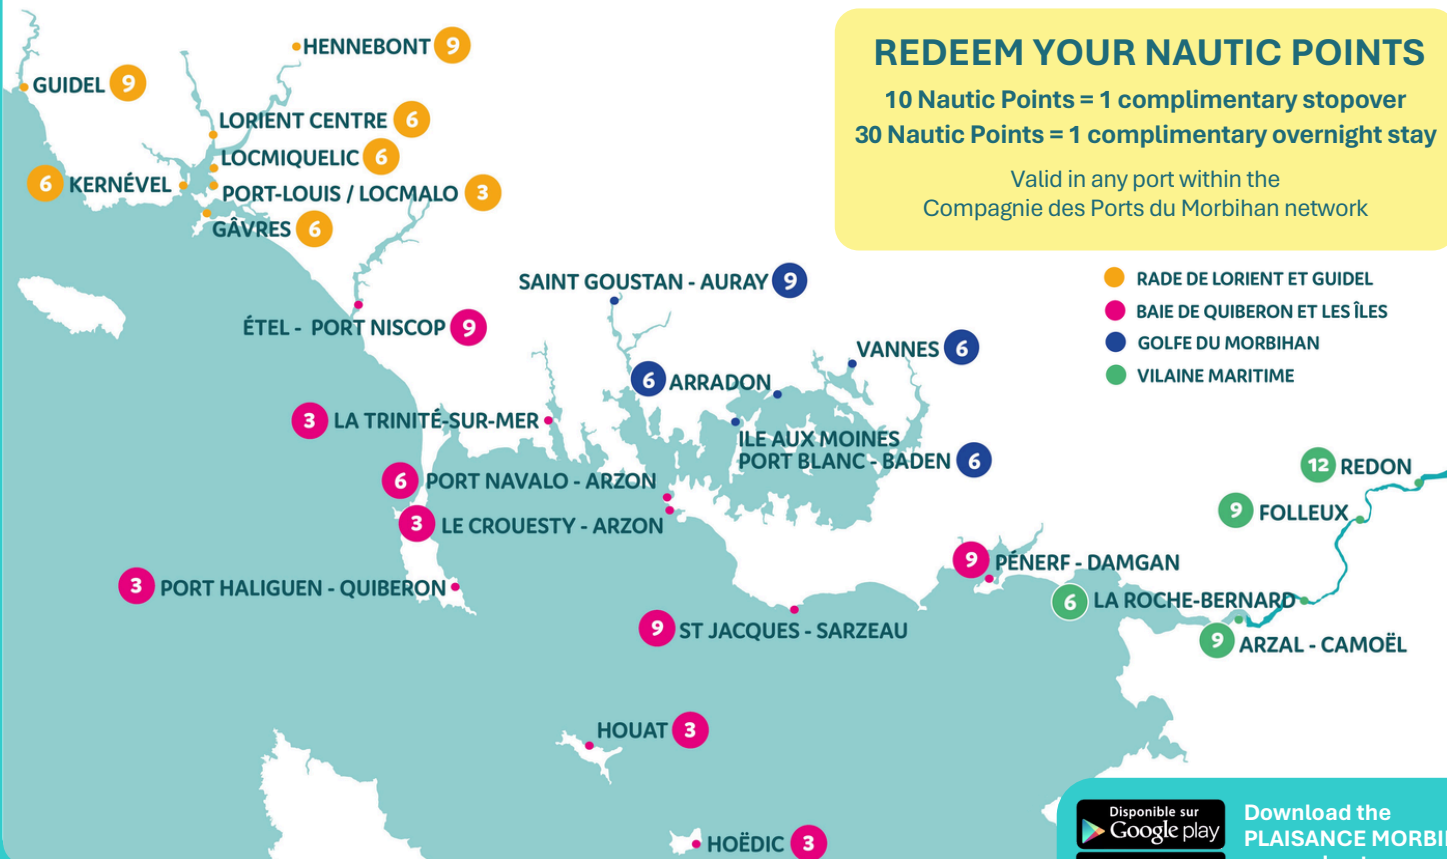 HENNEBONT 9
GUIDEL 9
LORIENT CENTRE 6
LOCMIQUELIC 6
6 KERNÉVEL
PORT-LOUIS / LOCMALO 3
GÂVRES 6
REDEEM YOUR NAUTIC POINTS
10 Nautic Points = 1 complimentary stopover
30 Nautic Points = 1 complimentary overnight stay
Valid in any port within the
Compagnie des Ports du Morbihan network
RADE DE LORIENT ET GUIDEL
BAIE DE QUIBERON ET LES ÎLES
GOLFE DU MORBIHAN
VILAINE MARITIME
SAINT GOUSTAN - AURAY 9
ÉTEL - PORT NISCOP 9
VANNES 6
6 ARRADON
3 LA TRINITÉ-SUR-MER
ILE AUX MOINES
PORT BLANC - BADEN 6
6 PORT NAVALO - ARZON
3 LE CROUESTY - ARZON
12 REDON
9 FOLLEUX
9 PÉNERF - DAMGAN
3 PORT HALIGUEN - QUIBERON
6 LA ROCHE-BERNARD
9 ST JACQUES - SARZEAU
9 ARZAL - CAMOËL
HOUAT 3
HOËDIC 3
Disponible sur
Google play
Download the
PLAISANCE MORBI